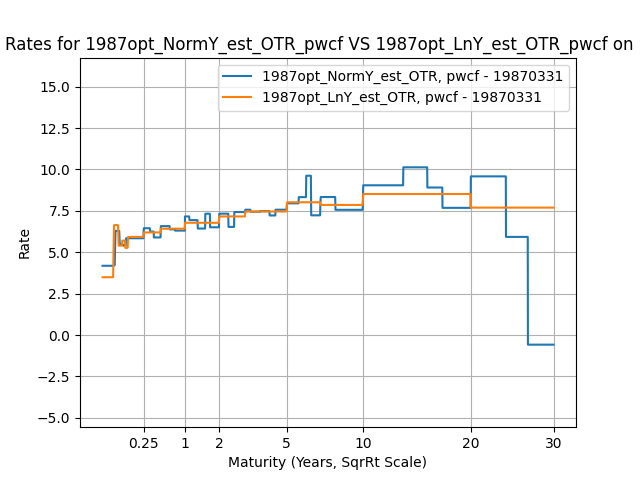 Rates for 1987opt_NormY_est_OTR_pwcf VS 1987opt_LnY_est_OTR_pwcf on
1987opt_NormY_est_OTR, pwcf - 19870331
1987opt_LnY_est_OTR, pwcf - 19870331
15.0
12.5
10.0
7.5
5.0
2.5
0.0
−2.5
−5.0
Rate
0.25 1 2 5 10 20 30
Maturity (Years, SqrRt Scale)